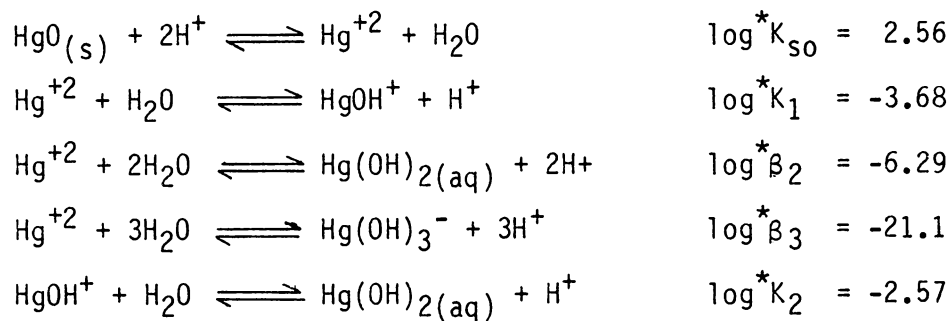 HgO(s) + 2H⁺ ⇌ Hg⁺² + H₂O log*Kso = 2.56
Hg⁺² + H₂O ⇌ HgOH⁺ + H⁺ log*K₁ = -3.68
Hg⁺² + 2H₂O ⇌ Hg(OH)₂(aq) + 2H+ log*β₂ = -6.29
Hg⁺² + 3H₂O ⇌ Hg(OH)₃⁻ + 3H⁺ log*β₃ = -21.1
HgOH⁺ + H₂O ⇌ Hg(OH)₂(aq) + H⁺ log*K₂ = -2.57